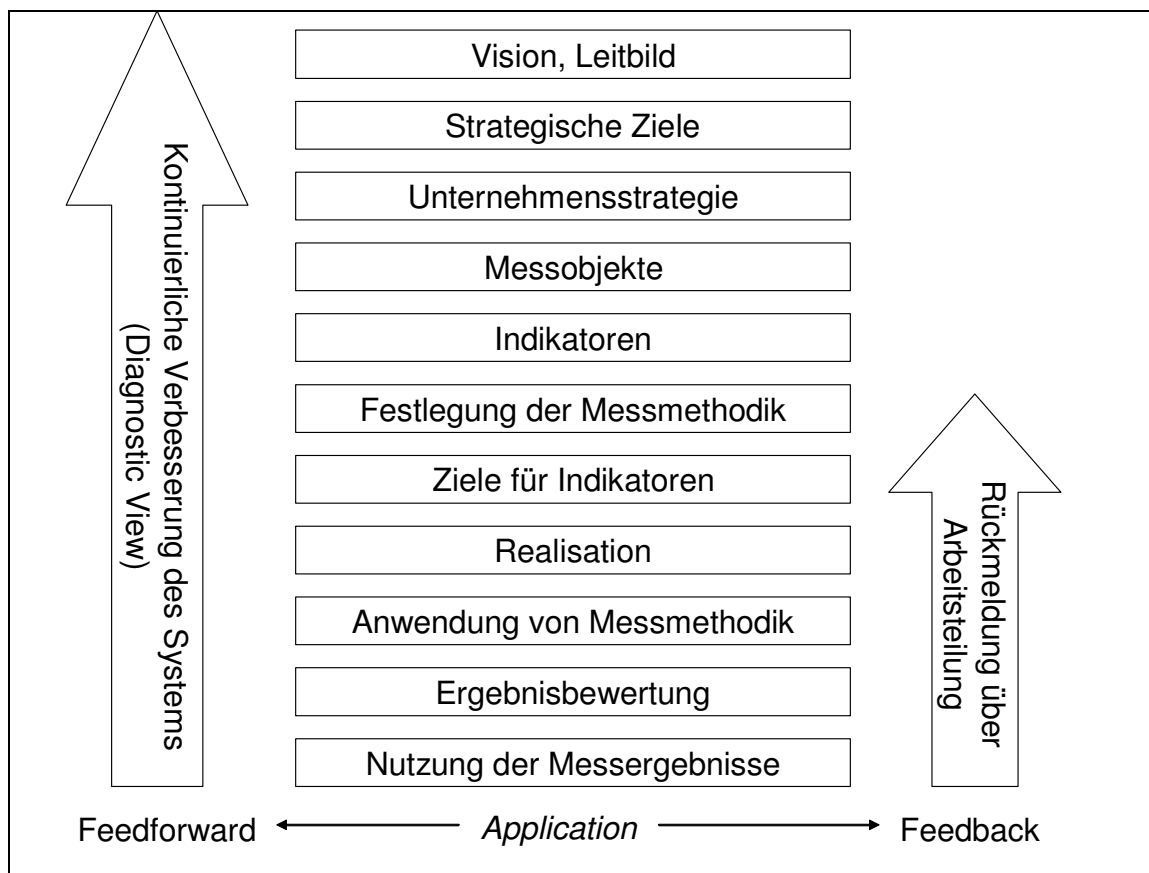 Vision, Leitbild
Strategische Ziele
Unternehmensstrategie
Messobjekte
Indikatoren
Festlegung der Messmethodik
Ziele für Indikatoren
Realisation
Anwendung von Messmethodik
Ergebnisbewertung
Nutzung der Messergebnisse
Kontinuierliche Verbesserung des Systems
(Diagnostic View)
Rückmeldung über
Arbeitsteilung
Feedforward
Application
Feedback